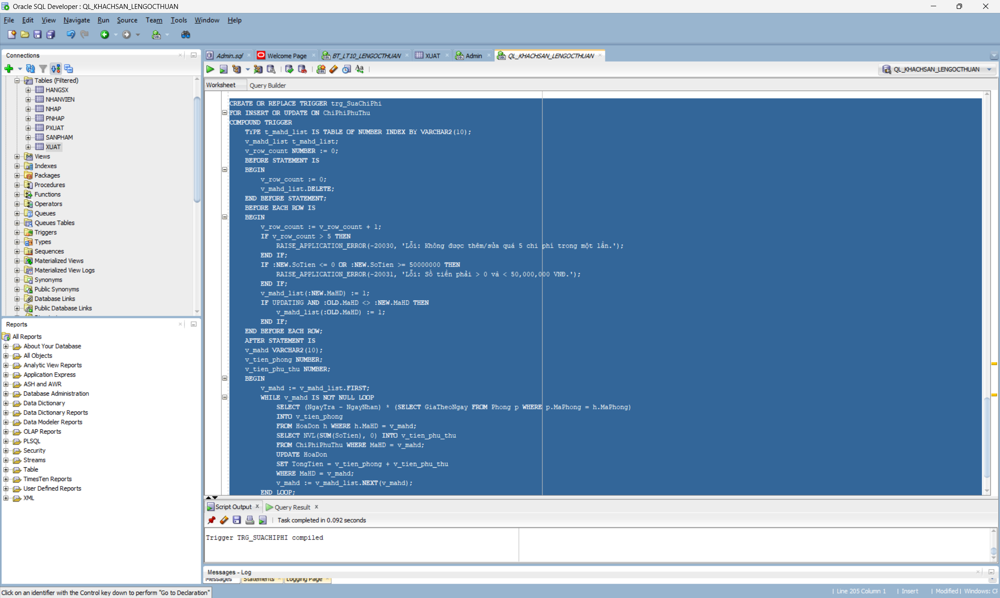 Oracle SQL Developer : QL_KHACHSAN_LENGOCTHUAN
File Edit View Navigate Run Source Team Tools Window Help
Connections
Tables (Filtered)
HANGSX
NHANVIEN
NHAP
PNHAP
PXUAT
SANPHAM
XUAT
Views
Indexes
Packages
Procedures
Functions
Operators
Queues
Queues Tables
Triggers
Types
Sequences
Materialized Views
Materialized View Logs
Synonyms
Public Synonyms
Database Links
Public Database Links
Reports
All Reports
About Your Database
All Objects
Analytic View Reports
Application Express
ASH and AWR
Database Administration
Data Dictionary
Data Dictionary Reports
Data Modeler Reports
OLAP Reports
PLSQL
Security
Streams
Table
TimesTen Reports
User Defined Reports
XML
Admin.sql Welcome Page BT_LT10_LENGOCTHUAN XUAT Admin QL_KHACHSAN_LENGOCTHUAN
QL_KHACHSAN_LENGOCTHUAN
Worksheet Query Builder
CREATE OR REPLACE TRIGGER trg_SuaChiPhi
FOR INSERT OR UPDATE ON ChiPhiPhuThu
COMPOUND TRIGGER
TYPE t_mahd_list IS TABLE OF NUMBER INDEX BY VARCHAR2(10);
v_mahd_list t_mahd_list;
v_row_count NUMBER := 0;
BEFORE STATEMENT IS
BEGIN
v_row_count := 0;
v_mahd_list.DELETE;
END BEFORE STATEMENT;
BEFORE EACH ROW IS
BEGIN
v_row_count := v_row_count + 1;
IF v_row_count > 5 THEN
RAISE_APPLICATION_ERROR(-20030, 'Lỗi: Không được thêm/sửa quá 5 chi phí trong một lần.');
END IF;
IF :NEW.SoTien <= 0 OR :NEW.SoTien >= 50000000 THEN
RAISE_APPLICATION_ERROR(-20031, 'Lỗi: Số tiền phải > 0 và < 50,000,000 VNĐ.');
END IF;
v_mahd_list(:NEW.MaHD) := 1;
IF UPDATING AND :OLD.MaHD <> :NEW.MaHD THEN
v_mahd_list(:OLD.MaHD) := 1;
END IF;
END BEFORE EACH ROW;
AFTER STATEMENT IS
v_mahd VARCHAR2(10);
v_tien_phong NUMBER;
v_tien_phu_thu NUMBER;
BEGIN
v_mahd := v_mahd_list.FIRST;
WHILE v_mahd IS NOT NULL LOOP
SELECT (NgayTra - NgayNhan) * (SELECT GiaTheoNgay FROM Phong p WHERE p.MaPhong = h.MaPhong)
INTO v_tien_phong
FROM HoaDon h WHERE h.MaHD = v_mahd;
SELECT NVL(SUM(SoTien), 0) INTO v_tien_phu_thu
FROM ChiPhiPhuThu WHERE MaHD = v_mahd;
UPDATE HoaDon
SET TongTien = v_tien_phong + v_tien_phu_thu
WHERE MaHD = v_mahd;
v_mahd := v_mahd_list.NEXT(v_mahd);
END LOOP;
Script Output Query Result
Task completed in 0.092 seconds
Trigger TRG_SUACHIPHI compiled
Messages - Log
Messages Statements Logging Page
Click on an identifier with the Control key down to perform "Go to Declaration"
Line 205 Column 1 Insert Modified Windows: